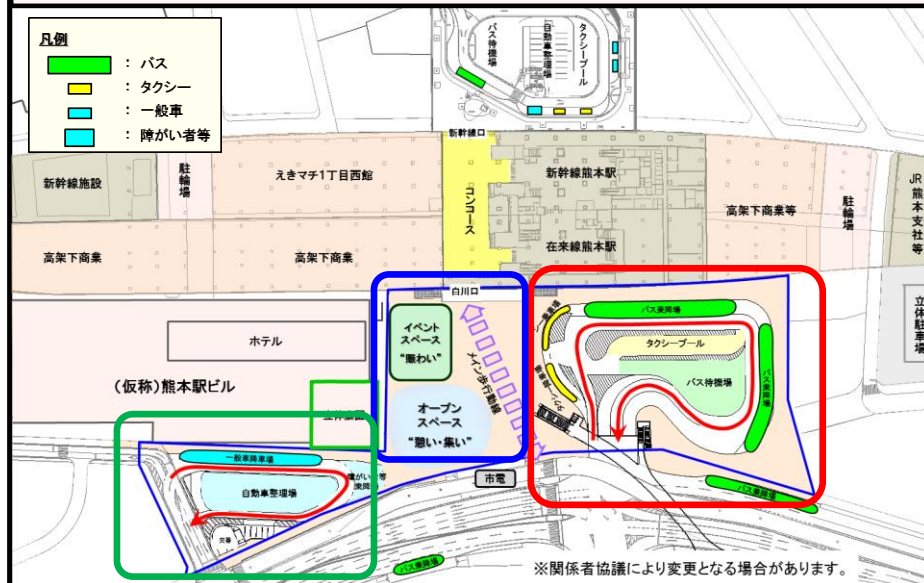 凡例
： バス
： タクシー
： 一般車
： 障がい者等
バス待機場
自動車整理場
タクシープール
新幹線口
新幹線施設
駐輪場
えきマチ1丁目西館
コンコース
新幹線熊本駅
高架下商業等
駐輪場
JR熊本支社等
高架下商業
高架下商業
在来線熊本駅
立体駐車場
白川口
ホテル
（仮称）熊本駅ビル
イベント
スペース
“賑わい”
メイン歩行動線
オープン
スペース
“憩い・集い”
バス乗降場
タクシープール
バス待機場
バス乗降場
市電
バス乗降場
一般車降車場
自動車整理場
障がい者等
交番
バス乗降場
※関係者協議により変更となる場合があります。